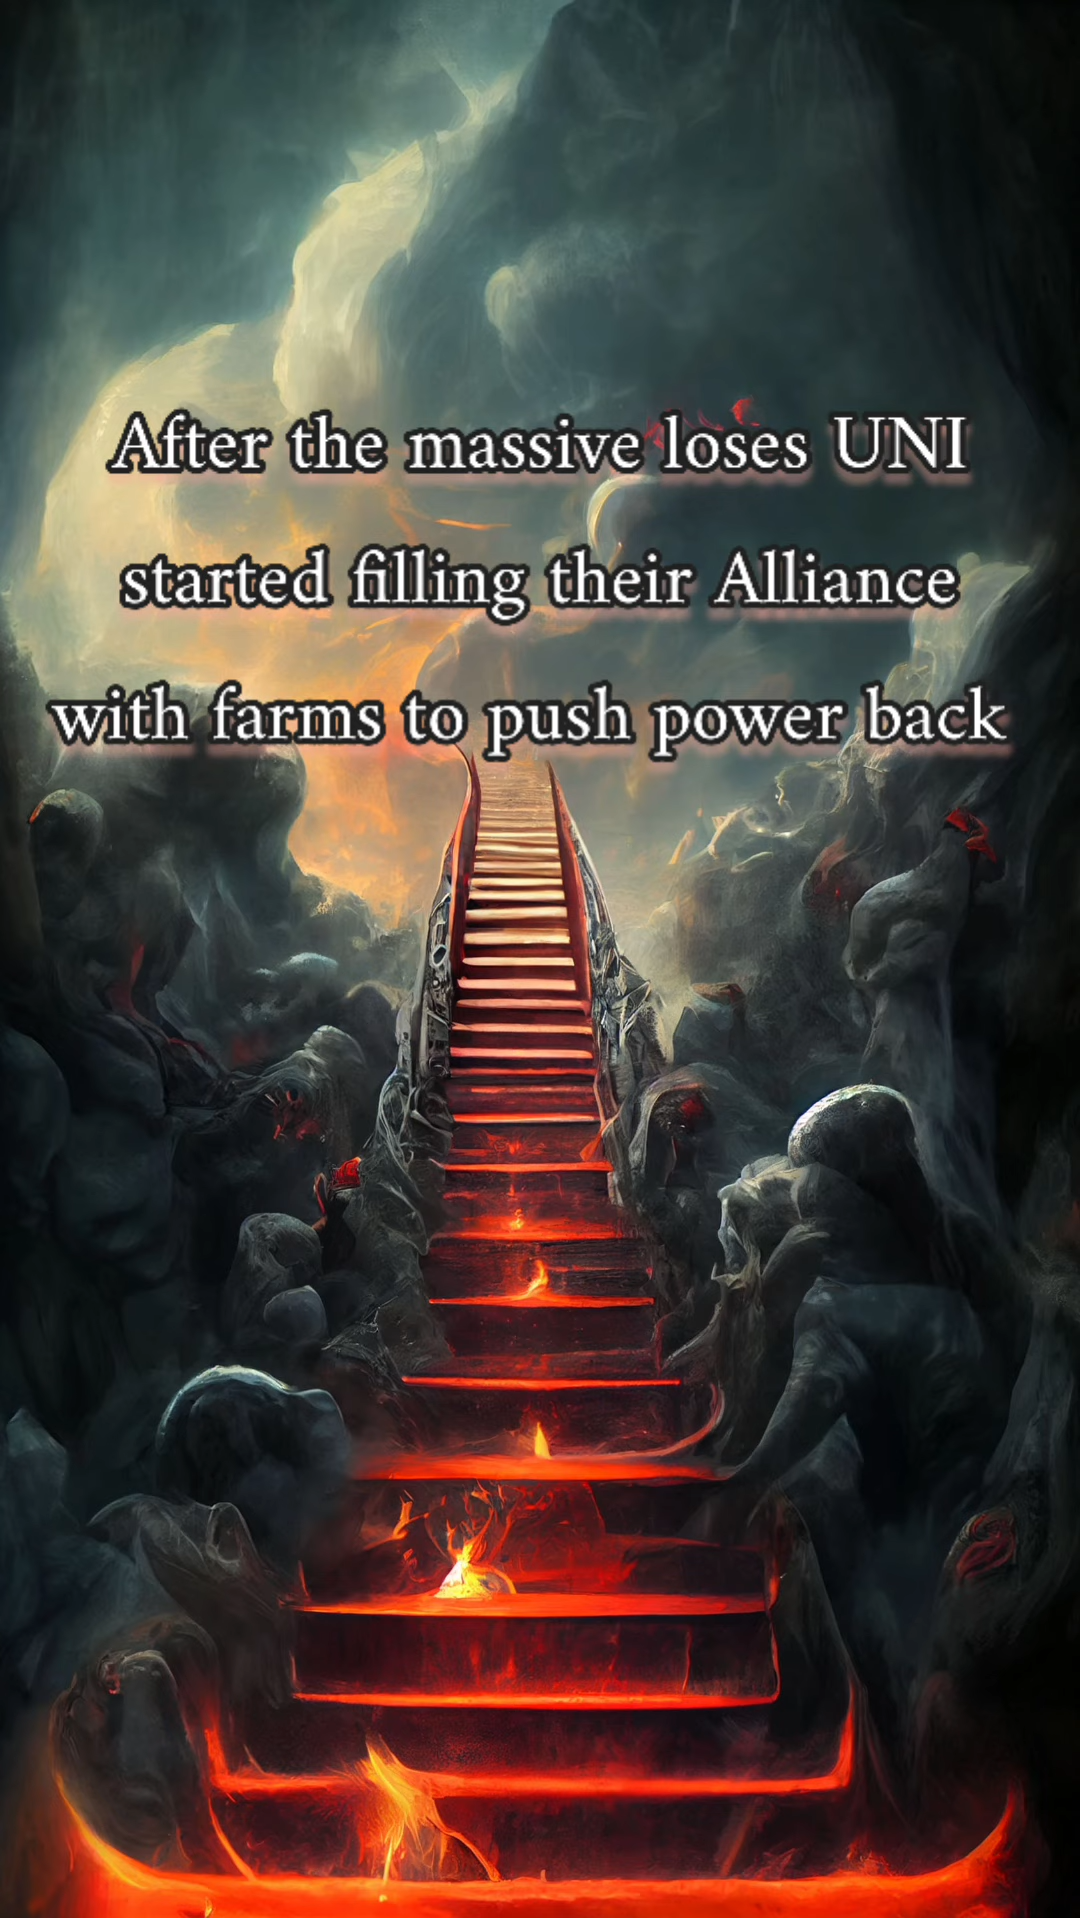 After the massive loses UNI
started filling their Alliance
with farms to push power back